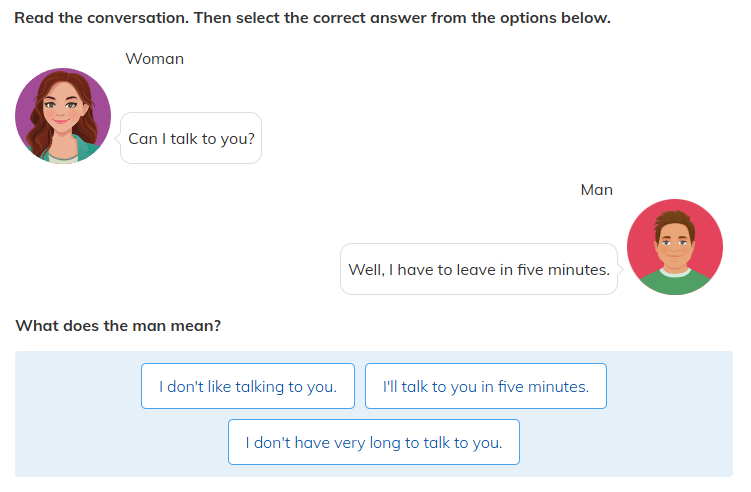 Read the conversation. Then select the correct answer from the options below.
Woman
Can I talk to you?
Man
Well, I have to leave in five minutes.
What does the man mean?
I don't like talking to you.
I'll talk to you in five minutes.
I don't have very long to talk to you.